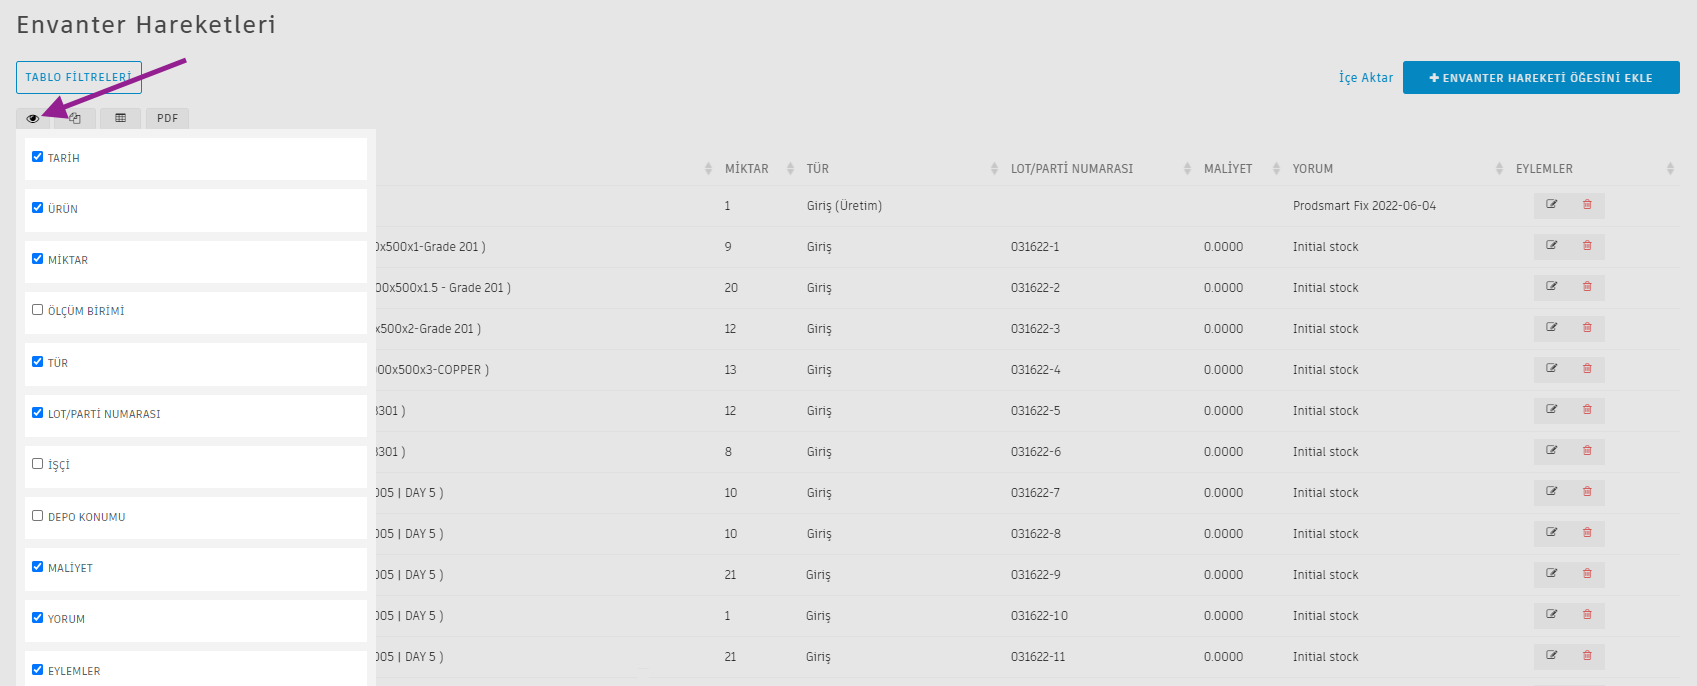 Envanter Hareketleri
TABLO FİLTRELERİ
İçe Aktar
ENVANTER HAREKETİ ÖĞESİNİ EKLE
PDF
TARİH
ÜRÜN
MİKTAR
ÖLÇÜM BİRİMİ
TÜR
LOT/PARTİ NUMARASI
İŞÇİ
DEPO KONUMU
MALİYET
YORUM
EYLEMLER
MİKTAR TÜR LOT/PARTİ NUMARASI MALİYET YORUM EYLEMLER
1 Giriş (Üretim) Prodsmart Fix 2022-06-04
0x500x1-Grade 201 ) 9 Giriş 031622-1 0.0000 Initial stock
00x500x1.5 - Grade 201 ) 20 Giriş 031622-2 0.0000 Initial stock
x500x2-Grade 201 ) 12 Giriş 031622-3 0.0000 Initial stock
00x500x3-COPPER ) 13 Giriş 031622-4 0.0000 Initial stock
3301 ) 12 Giriş 031622-5 0.0000 Initial stock
3301 ) 8 Giriş 031622-6 0.0000 Initial stock
005 | DAY 5 ) 10 Giriş 031622-7 0.0000 Initial stock
005 | DAY 5 ) 10 Giriş 031622-8 0.0000 Initial stock
005 | DAY 5 ) 21 Giriş 031622-9 0.0000 Initial stock
005 | DAY 5 ) 1 Giriş 031622-10 0.0000 Initial stock
005 | DAY 5 ) 21 Giriş 031622-11 0.0000 Initial stock